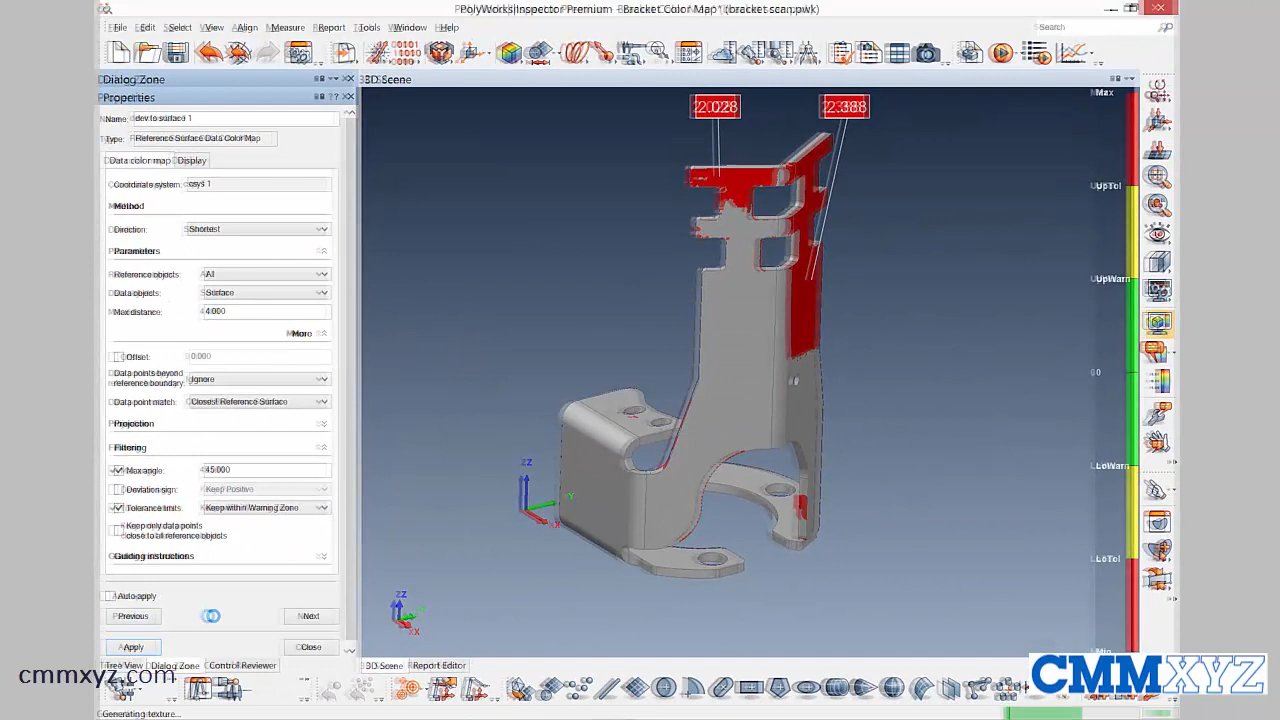 PolyWorks|Inspector Premium - Bracket Color Map * (bracket scan.pwk)
File Edit Select View Align Measure Report Tools Window Help
Search
Dialog Zone
3D Scene
Properties
Name: dev to surface 1
Type: Reference Surface Data Color Map
Data color map Display
Coordinate system: csys 1
Method
Direction: Shortest
Parameters
Reference objects: All
Data objects: Surface
Max distance: 4.000
More
Offset: 0.000
Data points beyond
reference boundary: Ignore
Data point match: Closest Reference Surface
Projection
Filtering
Max angle: 45.000
Deviation sign: Keep Positive
Tolerance limits: Keep within Warning Zone
Keep only data points
close to all reference objects
Guiding instructions
Auto apply
Previous Next
Apply Close
Tree View Dialog Zone Control Reviewer
3D Scene Report Editor
Generating texture...
2.028
2.388
Max
UpTol
UpWarn
0
LoWarn
LoTol
Min
Z
Y
X
Z
Y
X
cmmxyz.com
CMMXYZ